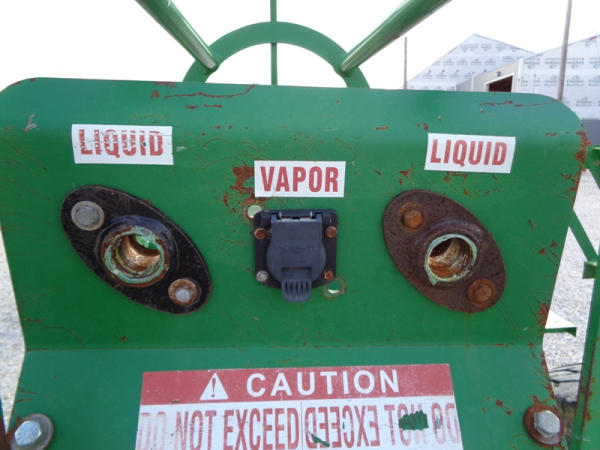 LIQUID
VAPOR
LIQUID
CAUTION
DO NOT EXCEED